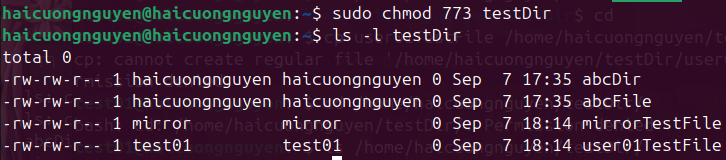 haicuongnguyen@haicuongnguyen:~$ sudo chmod 773 testDir
haicuongnguyen@haicuongnguyen:~$ ls -l testDir
total 0
-rw-rw-r-- 1 haicuongnguyen haicuongnguyen 0 Sep  7 17:35 abcDir
-rw-rw-r-- 1 haicuongnguyen haicuongnguyen 0 Sep  7 17:35 abcFile
-rw-rw-r-- 1 mirror         mirror         0 Sep  7 18:14 mirrorTestFile
-rw-rw-r-- 1 test01         test01         0 Sep  7 18:14 user01TestFile